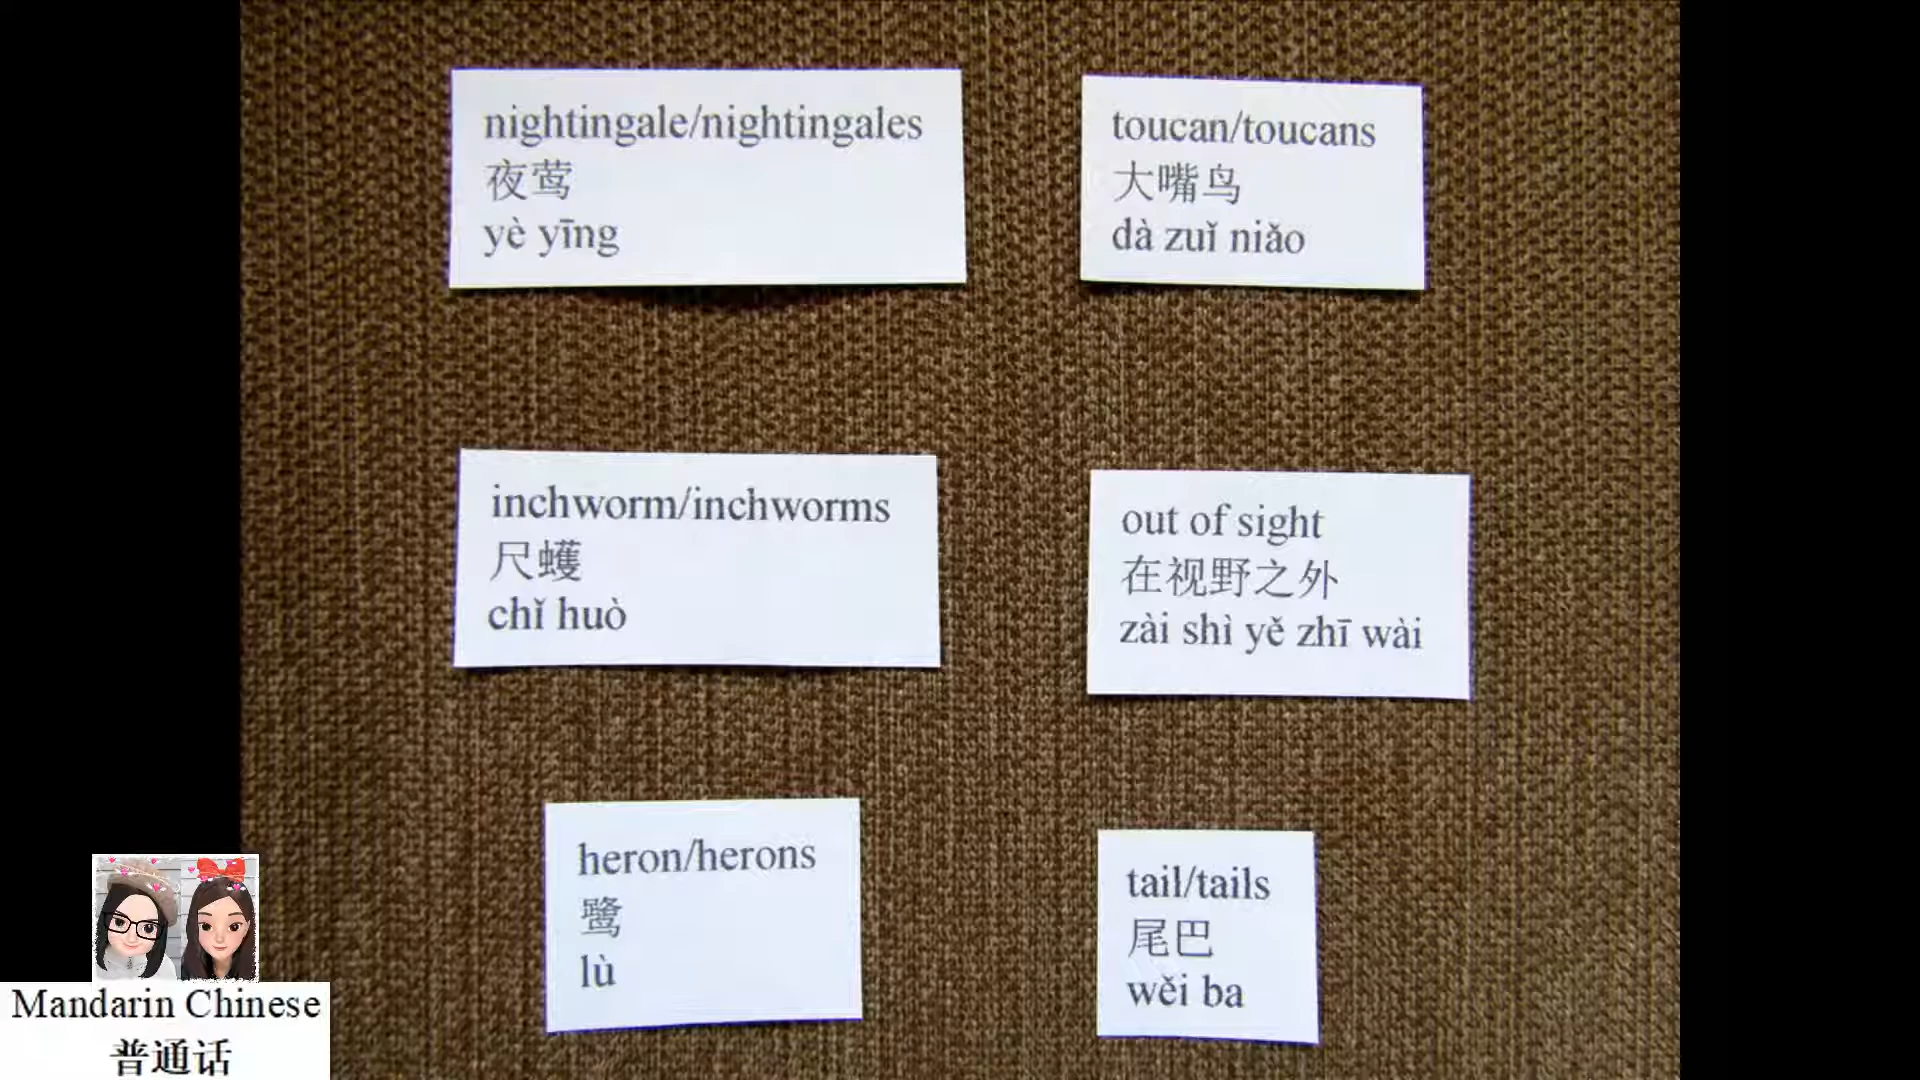 nightingale/nightingales
夜莺
yè yīng
toucan/toucans
大嘴鸟
dà zuǐ niǎo
inchworm/inchworms
尺蠖
chǐ huò
out of sight
在视野之外
zài shì yě zhī wài
heron/herons
鹭
lù
tail/tails
尾巴
wěi ba
Mandarin Chinese
普通话